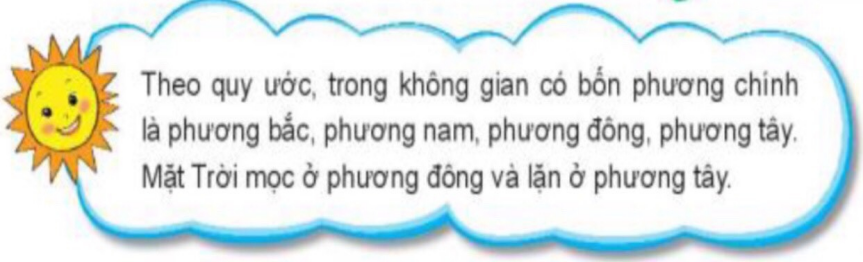 Theo quy ước, trong không gian có bốn phương chính
là phương bắc, phương nam, phương đông, phương tây.
Mặt Trời mọc ở phương đông và lặn ở phương tây.